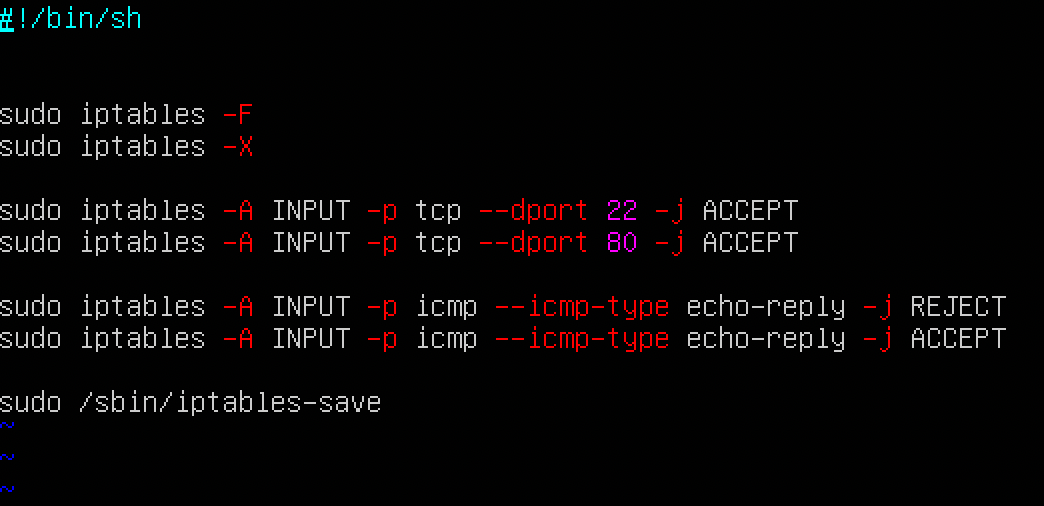 #!/bin/sh
sudo iptables -F
sudo iptables -X
sudo iptables -A INPUT -p tcp --dport 22 -j ACCEPT
sudo iptables -A INPUT -p tcp --dport 80 -j ACCEPT
sudo iptables -A INPUT -p icmp --icmp-type echo-reply -j REJECT
sudo iptables -A INPUT -p icmp --icmp-type echo-reply -j ACCEPT
sudo /sbin/iptables-save
~
~
~